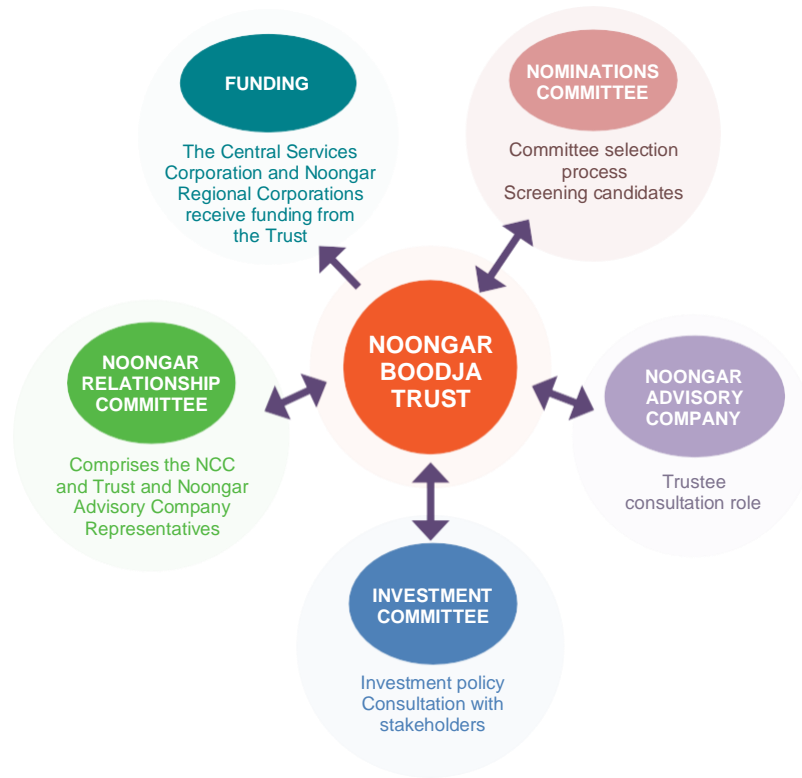 FUNDING
The Central Services
Corporation and Noongar
Regional Corporations
receive funding from
the Trust
NOMINATIONS
COMMITTEE
Committee selection
process
Screening candidates
NOONGAR
BOODJA
TRUST
NOONGAR
RELATIONSHIP
COMMITTEE
Comprises the NCC
and Trust and Noongar
Advisory Company
Representatives
NOONGAR
ADVISORY
COMPANY
Trustee
consultation role
INVESTMENT
COMMITTEE
Investment policy
Consultation with
stakeholders